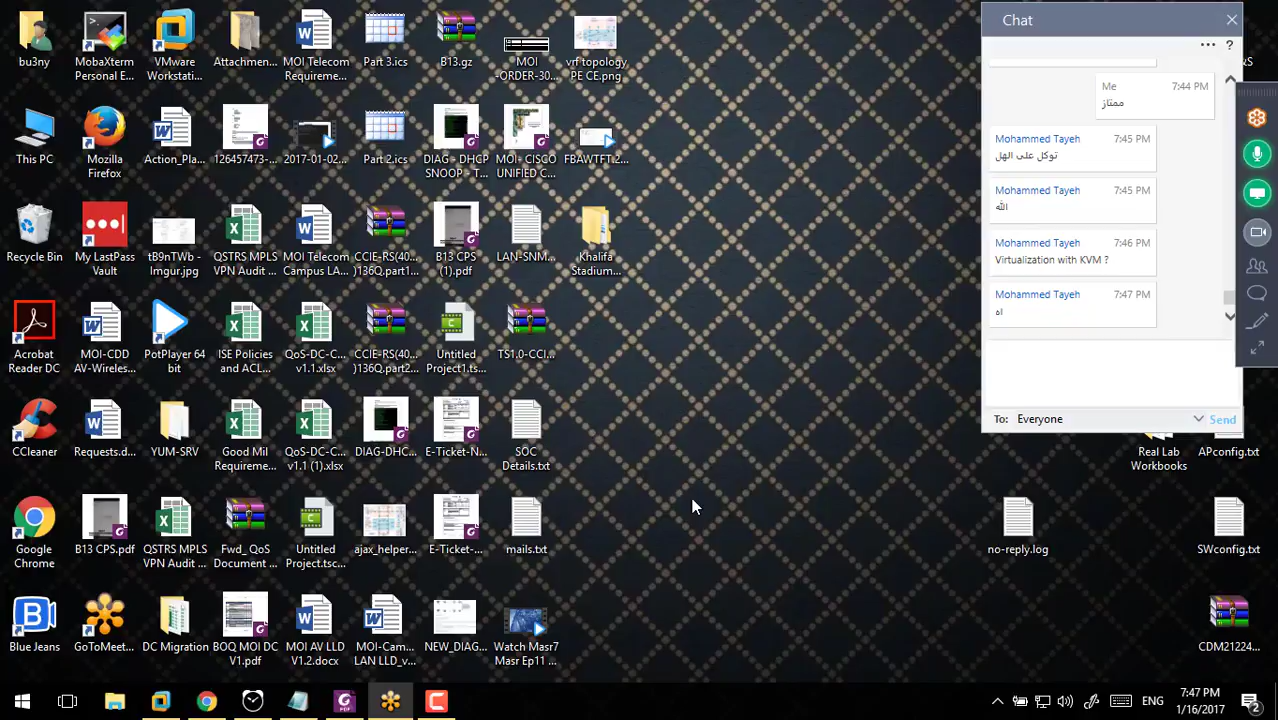 bu3ny
MobaXterm
Personal E...
VMware
Workstati...
Attachmen...
MOI Telecom
Requireme...
Part 3.ics
B13.gz
MOI
-ORDER-30...
vrf topology
PE CE.png
This PC
Mozilla
Firefox
Action_Pla...
126457473-...
2017-01-02...
Part 2.ics
DIAG - DHCP
SNOOP - T...
MOI- CISCO
UNIFIED C...
FBAWTFT.2...
Recycle Bin
My LastPass
Vault
tB9nTWb -
Imgur.jpg
QSTRS MPLS
VPN Audit ...
MOI Telecom
Campus LA...
CCIE-RS(40...
)136Q.part1...
B13 CPS
(1).pdf
LAN-SNM...
Khalifa
Stadium...
Acrobat
Reader DC
MOI-CDD
AV-Wireles...
PotPlayer 64
bit
ISE Policies
and ACL...
QoS-DC-C...
v1.1.xlsx
CCIE-RS(40...
)136Q.part2...
Untitled
Project1.ts...
TS1.0-CCI...
CCleaner
Requests.d...
YUM-SRV
Good Mil
Requireme...
QoS-DC-C...
v1.1 (1).xlsx
DIAG-DHC...
E-Ticket-N...
SOC
Details.txt
Google
Chrome
B13 CPS.pdf
QSTRS MPLS
VPN Audit ...
Fwd_ QoS
Document ...
Untitled
Project.tsc...
ajax_helper...
E-Ticket-...
mails.txt
Blue Jeans
GoToMeet...
DC Migration
BOQ MOI DC
V1.pdf
MOI AV LLD
V1.2.docx
MOI-Cam...
LAN LLD_v...
NEW_DIAG...
Watch Masr7
Masr Ep11 ...
Chat
Me 7:44 PM
ممتاز
Mohammed Tayeh 7:45 PM
توكل على الهل
Mohammed Tayeh 7:45 PM
الله
Mohammed Tayeh 7:46 PM
Virtualization with KVM ?
Mohammed Tayeh 7:47 PM
اه
To: Everyone
Send
&S
Real Lab
Workbooks
APconfig.txt
no-reply.log
SWconfig.txt
CDM21224...
ENG
7:47 PM
1/16/2017
2